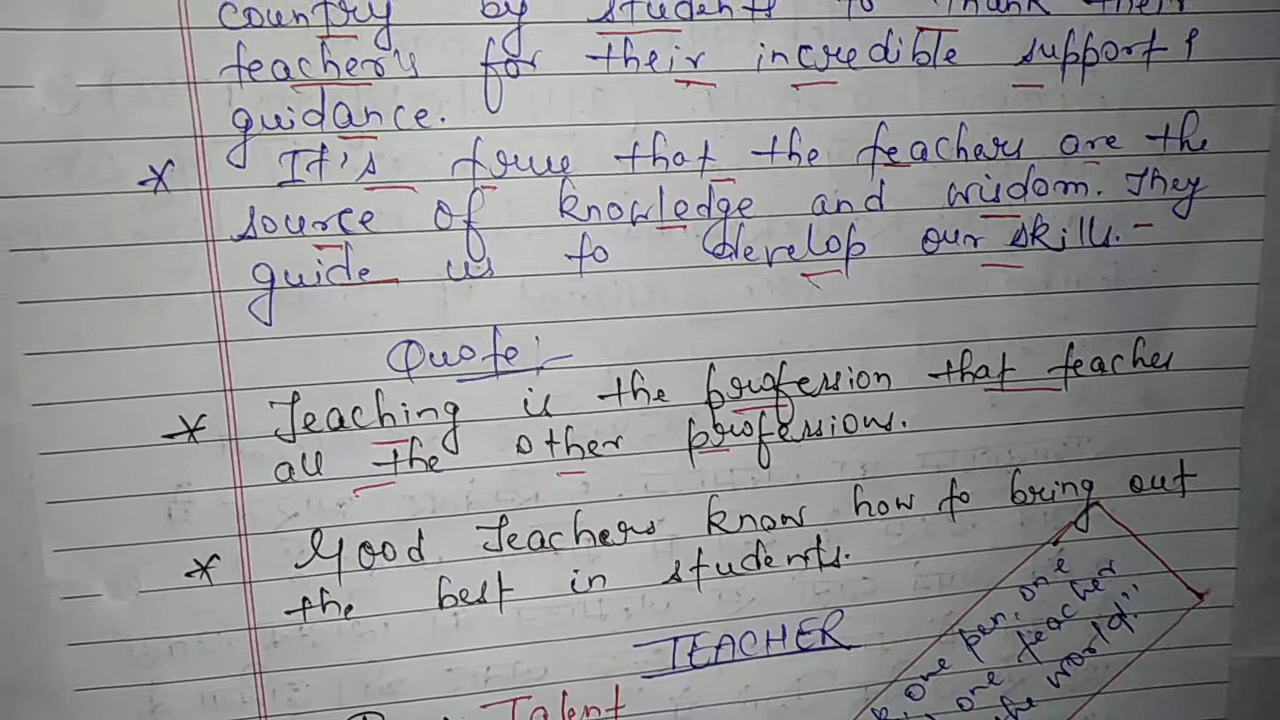 country by students to thank their
teachers for their incredible support &
guidance.
* It's true that the teachers are the
source of knowledge and wisdom. They
guide us to develop our skills.-
Quote:-
* Teaching is the profession that teaches
all the other professions.
* Good Teachers know how to bring out
the best in students.
TEACHER
Talent
one pen, one
one teacher
the world!!